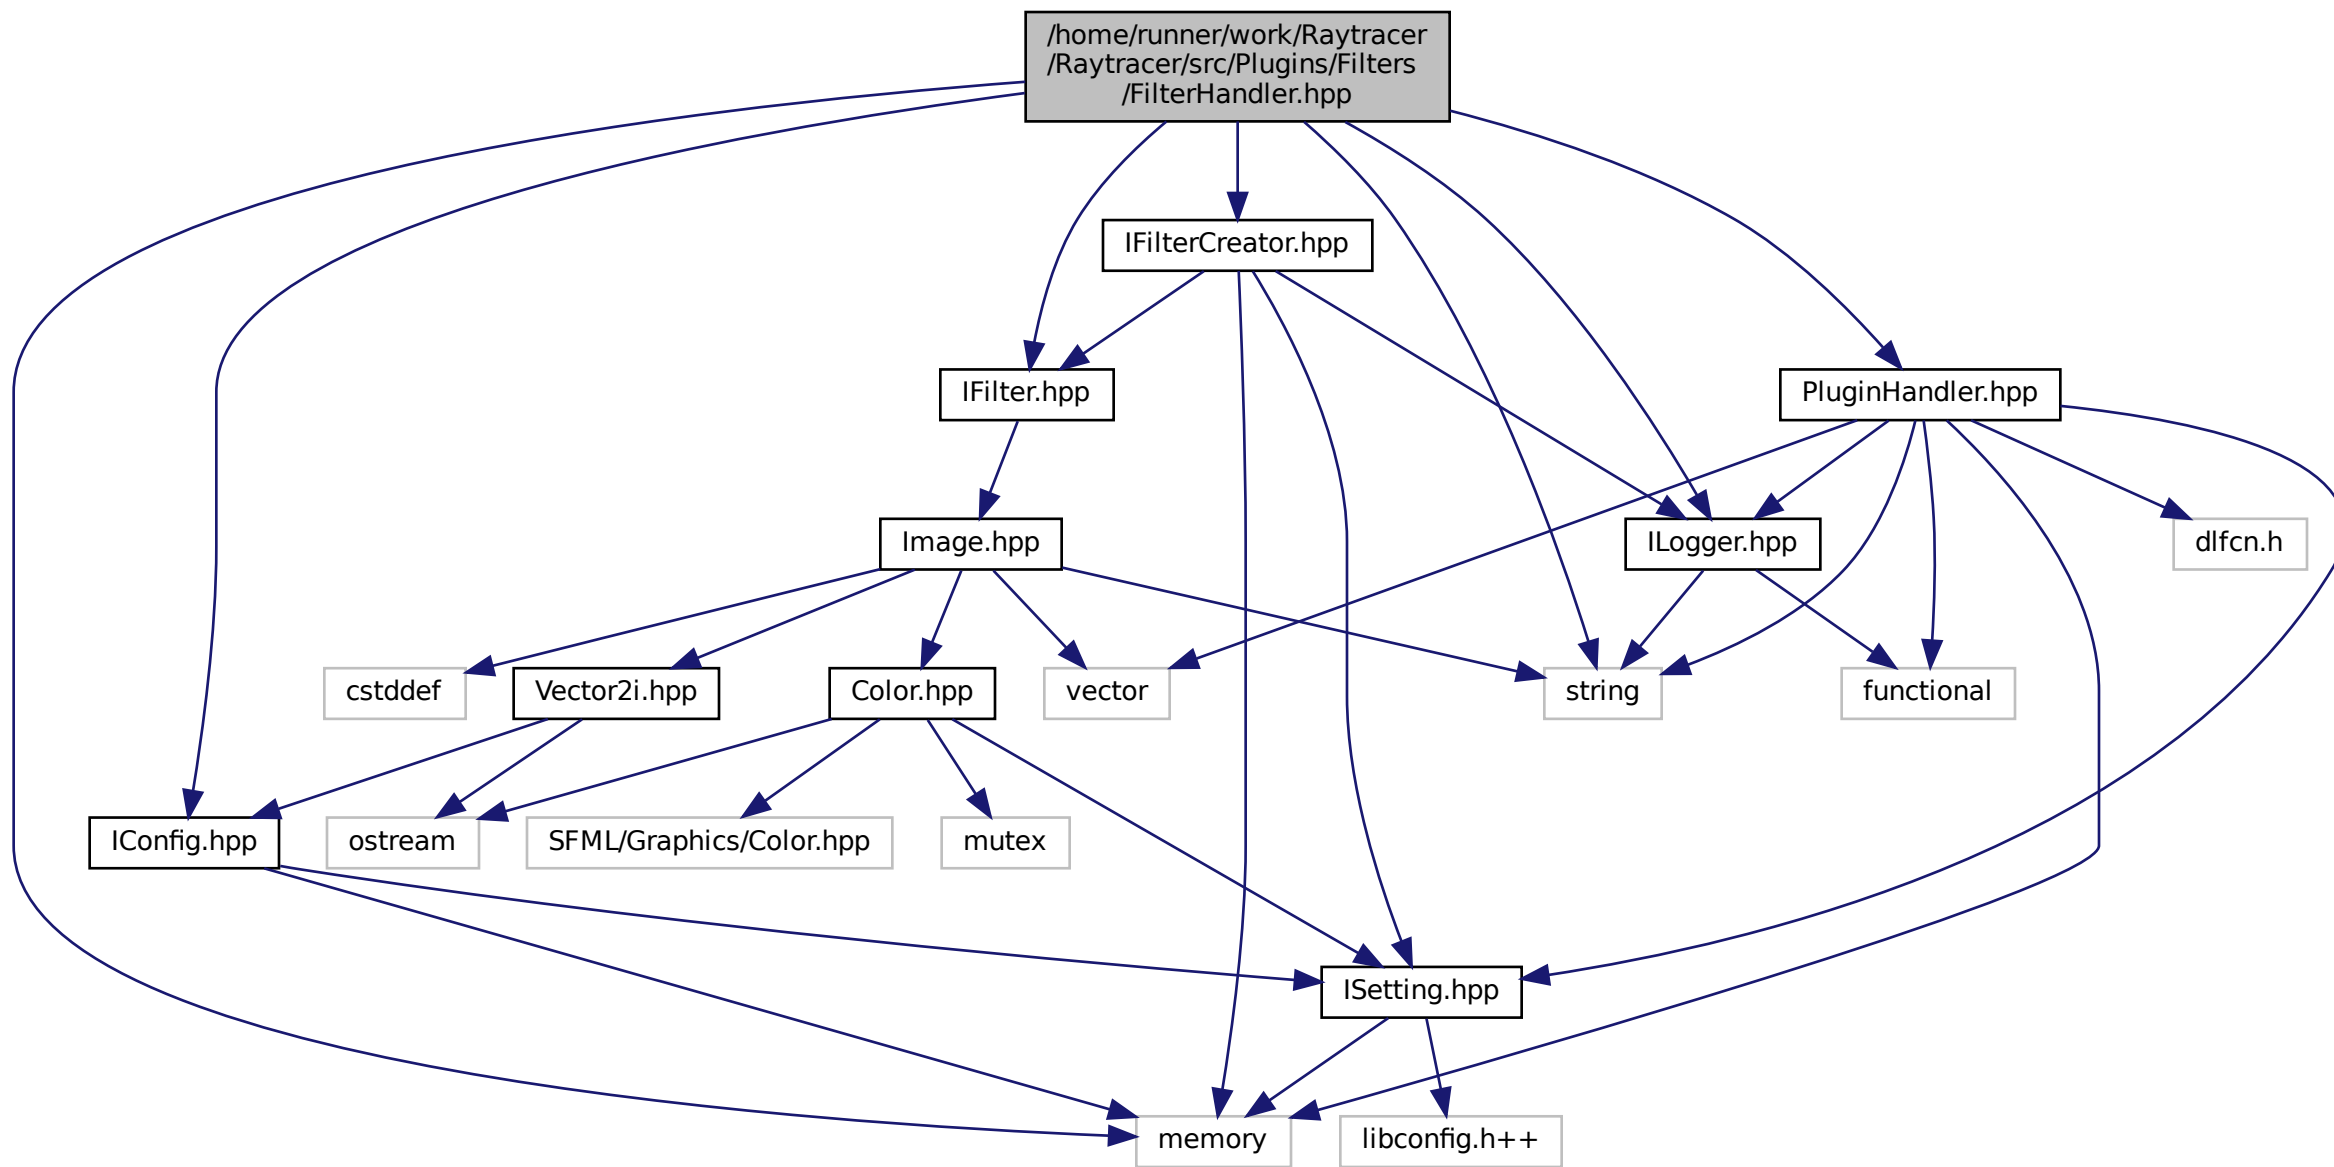 /home/runner/work/Raytracer
/Raytracer/src/Plugins/Filters
/FilterHandler.hpp
IFilterCreator.hpp
IFilter.hpp
PluginHandler.hpp
Image.hpp
ILogger.hpp
dlfcn.h
cstddef
Vector2i.hpp
Color.hpp
vector
string
functional
IConfig.hpp
ostream
SFML/Graphics/Color.hpp
mutex
ISetting.hpp
memory
libconfig.h++